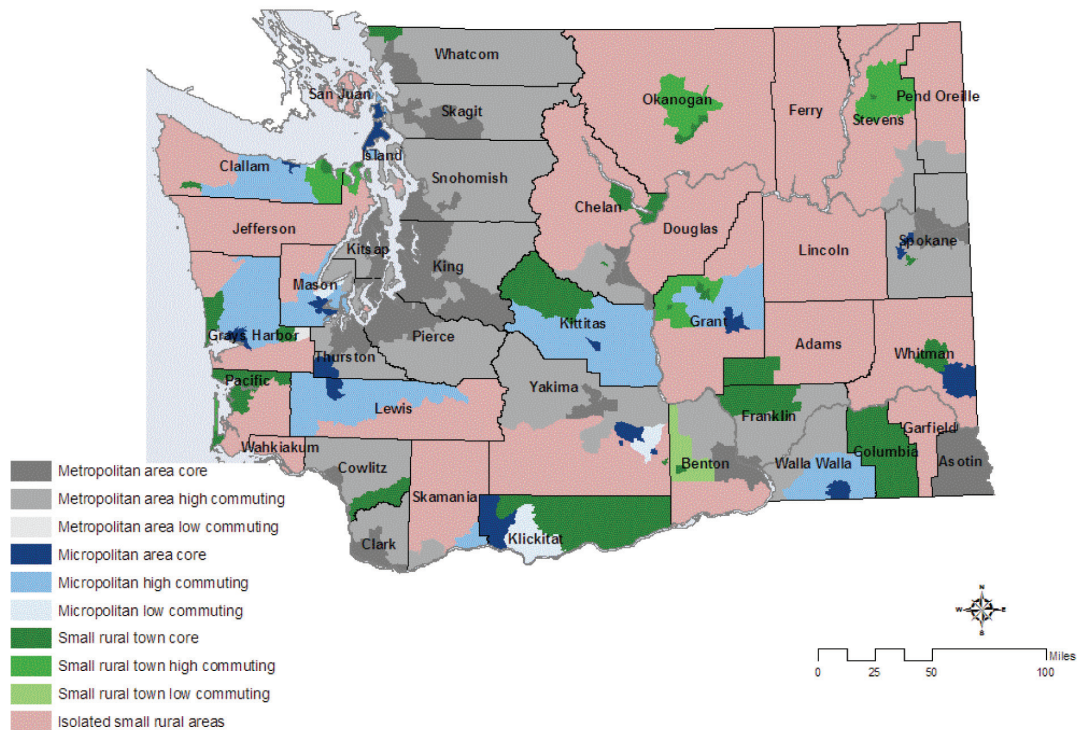 Whatcom
San Juan
Skagit
Okanogan
Ferry
Stevens
Pend Oreille
Island
Clallam
Snohomish
Chelan
Douglas
Jefferson
Kitsap
King
Lincoln
Spokane
Mason
Grays Harbor
Pierce
Kittitas
Grant
Adams
Whitman
Thurston
Pacific
Lewis
Yakima
Franklin
Garfield
Wahkiakum
Cowlitz
Skamania
Benton
Walla Walla
Columbia
Asotin
Clark
Klickitat
Metropolitan area core
Metropolitan area high commuting
Metropolitan area low commuting
Micropolitan area core
Micropolitan high commuting
Micropolitan low commuting
Small rural town core
Small rural town high commuting
Small rural town low commuting
Isolated small rural areas
N
W E
S
Miles
0 25 50 100